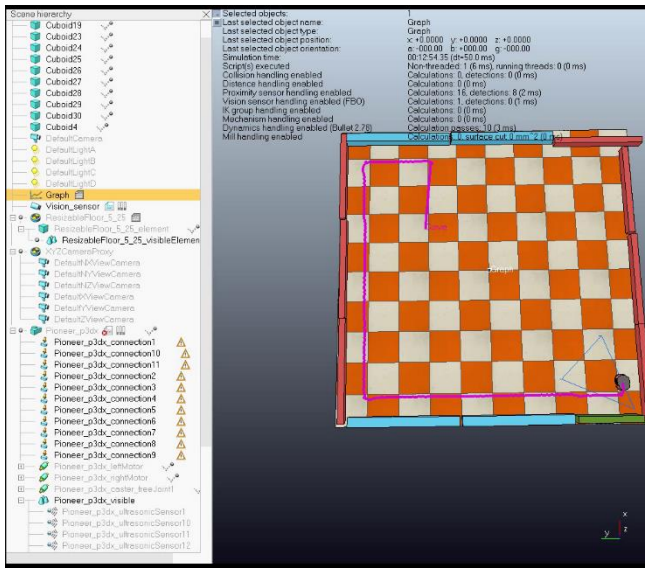 Scene hierarchy
Cuboid19
Cuboid23
Cuboid24
Cuboid25
Cuboid26
Cuboid27
Cuboid28
Cuboid29
Cuboid30
Cuboid4
DefaultCamera
DefaultLightA
DefaultLightB
DefaultLightC
DefaultLightD
Graph
Vision_sensor
ResizableFloor_5_25
ResizableFloor_5_25_element
ResizableFloor_5_25_visibleElemen
XYZCameraProxy
DefaultNXViewCamera
DefaultNYViewCamera
DefaultNZViewCamera
DefaultXViewCamera
DefaultYViewCamera
DefaultZViewCamera
Pioneer_p3dx
Pioneer_p3dx_connection1
Pioneer_p3dx_connection10
Pioneer_p3dx_connection11
Pioneer_p3dx_connection2
Pioneer_p3dx_connection3
Pioneer_p3dx_connection4
Pioneer_p3dx_connection5
Pioneer_p3dx_connection6
Pioneer_p3dx_connection7
Pioneer_p3dx_connection8
Pioneer_p3dx_connection9
Pioneer_p3dx_leftMotor
Pioneer_p3dx_rightMotor
Pioneer_p3dx_caster_freeJoint1
Pioneer_p3dx_visible
Pioneer_p3dx_ultrasonicSensor1
Pioneer_p3dx_ultrasonicSensor10
Pioneer_p3dx_ultrasonicSensor11
Pioneer_p3dx_ultrasonicSensor12
Selected objects: 1
Last selected object name: Graph
Last selected object type: Graph
Last selected object position: x: +0.0000 y: +0.0000 z: +0.0000
Last selected object orientation: a: -000.00 b: +000.00 g: -000.00
Simulation time: 00:12:54.35 (dt=50.0 ms)
Script(s) executed Non-threaded: 1 (6 ms), running threads: 0 (0 ms)
Collision handling enabled Calculations: 0, detections: 0 (0 ms)
Distance handling enabled Calculations: 0 (0 ms)
Proximity sensor handling enabled Calculations: 16, detections: 8 (2 ms)
Vision sensor handling enabled (FBO) Calculations: 1, detections: 0 (1 ms)
IK group handling enabled Calculations: 0 (0 ms)
Mechanism handling enabled Calculations: 0 (0 ms)
Dynamics handling enabled (Bullet 2.78) Calculation passes: 10 (3 ms)
Mill handling enabled Calculations: 0, surface cut: 0 mm^2 (0 ms)
Graph
x
y
z